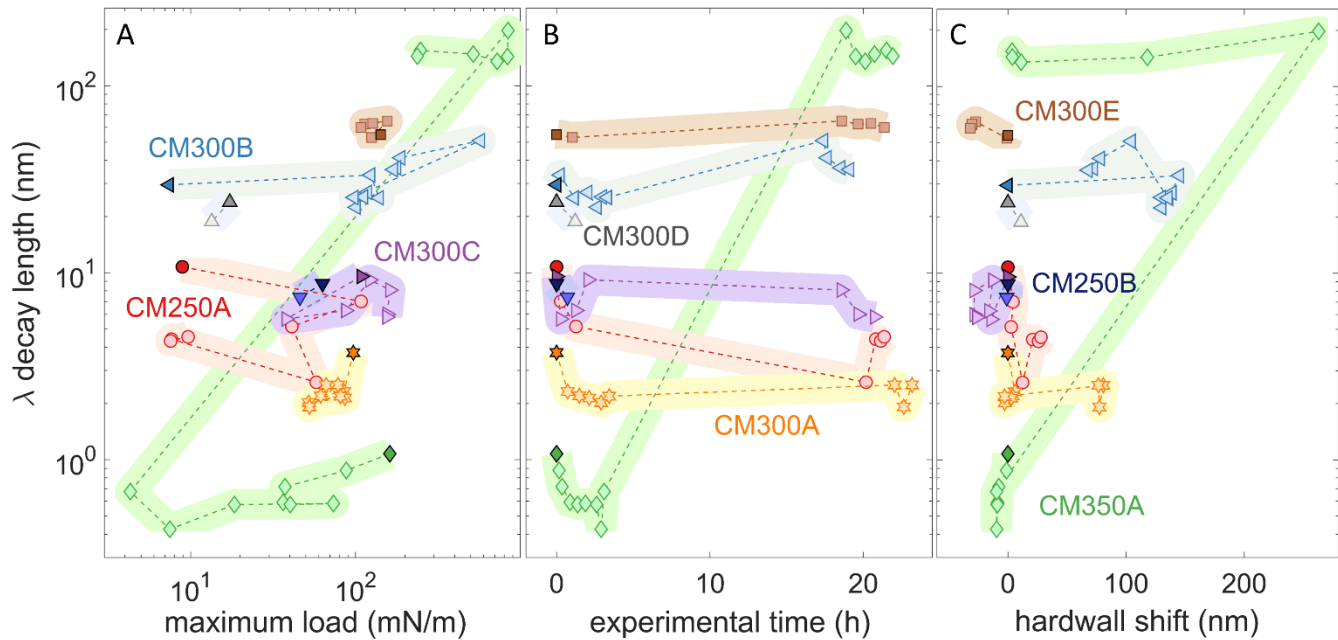 A
B
C
λ decay length (nm)
10²
10¹
10⁰
CM300B
CM300E
CM300D
CM300C
CM250B
CM250A
CM300A
CM350A
10¹
10²
0
10
20
0
100
200
maximum load (mN/m)
experimental time (h)
hardwall shift (nm)